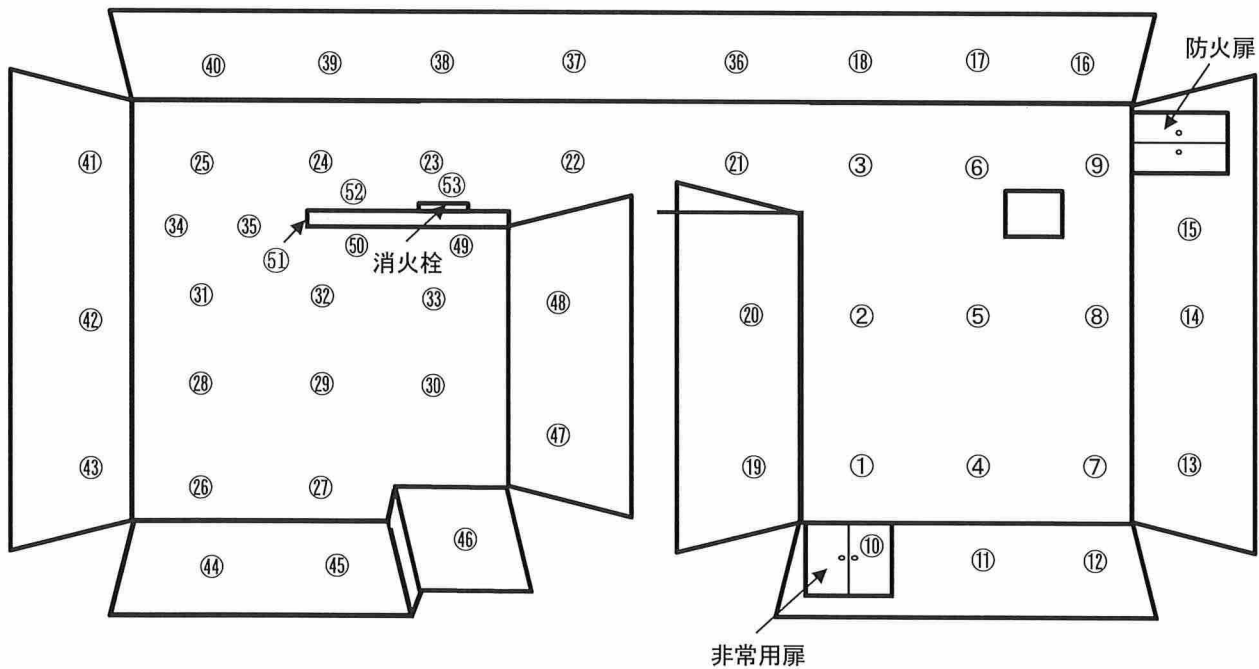 防火扉
㊵ ㊴ ㊳ ㊲ ㊱ ⑱ ⑰ ⑯
㊶ ㉕ ㉔ ㉓ ㉒ ㉑ ③ ⑥ ⑨
52 53
㉞ ㉟ ⑮
51 50 ㊾
消火栓
㊷ ㉛ ㉜ ㉝ ㊽ ⑳ ② ⑤ ⑧ ⑭
㉘ ㉙ ㉚
㊸ ㉖ ㉗ ㊼ ⑲ ① ④ ⑦ ⑬
㊹ ㊺ ㊻ ⑩ ⑪ ⑫
非常用扉